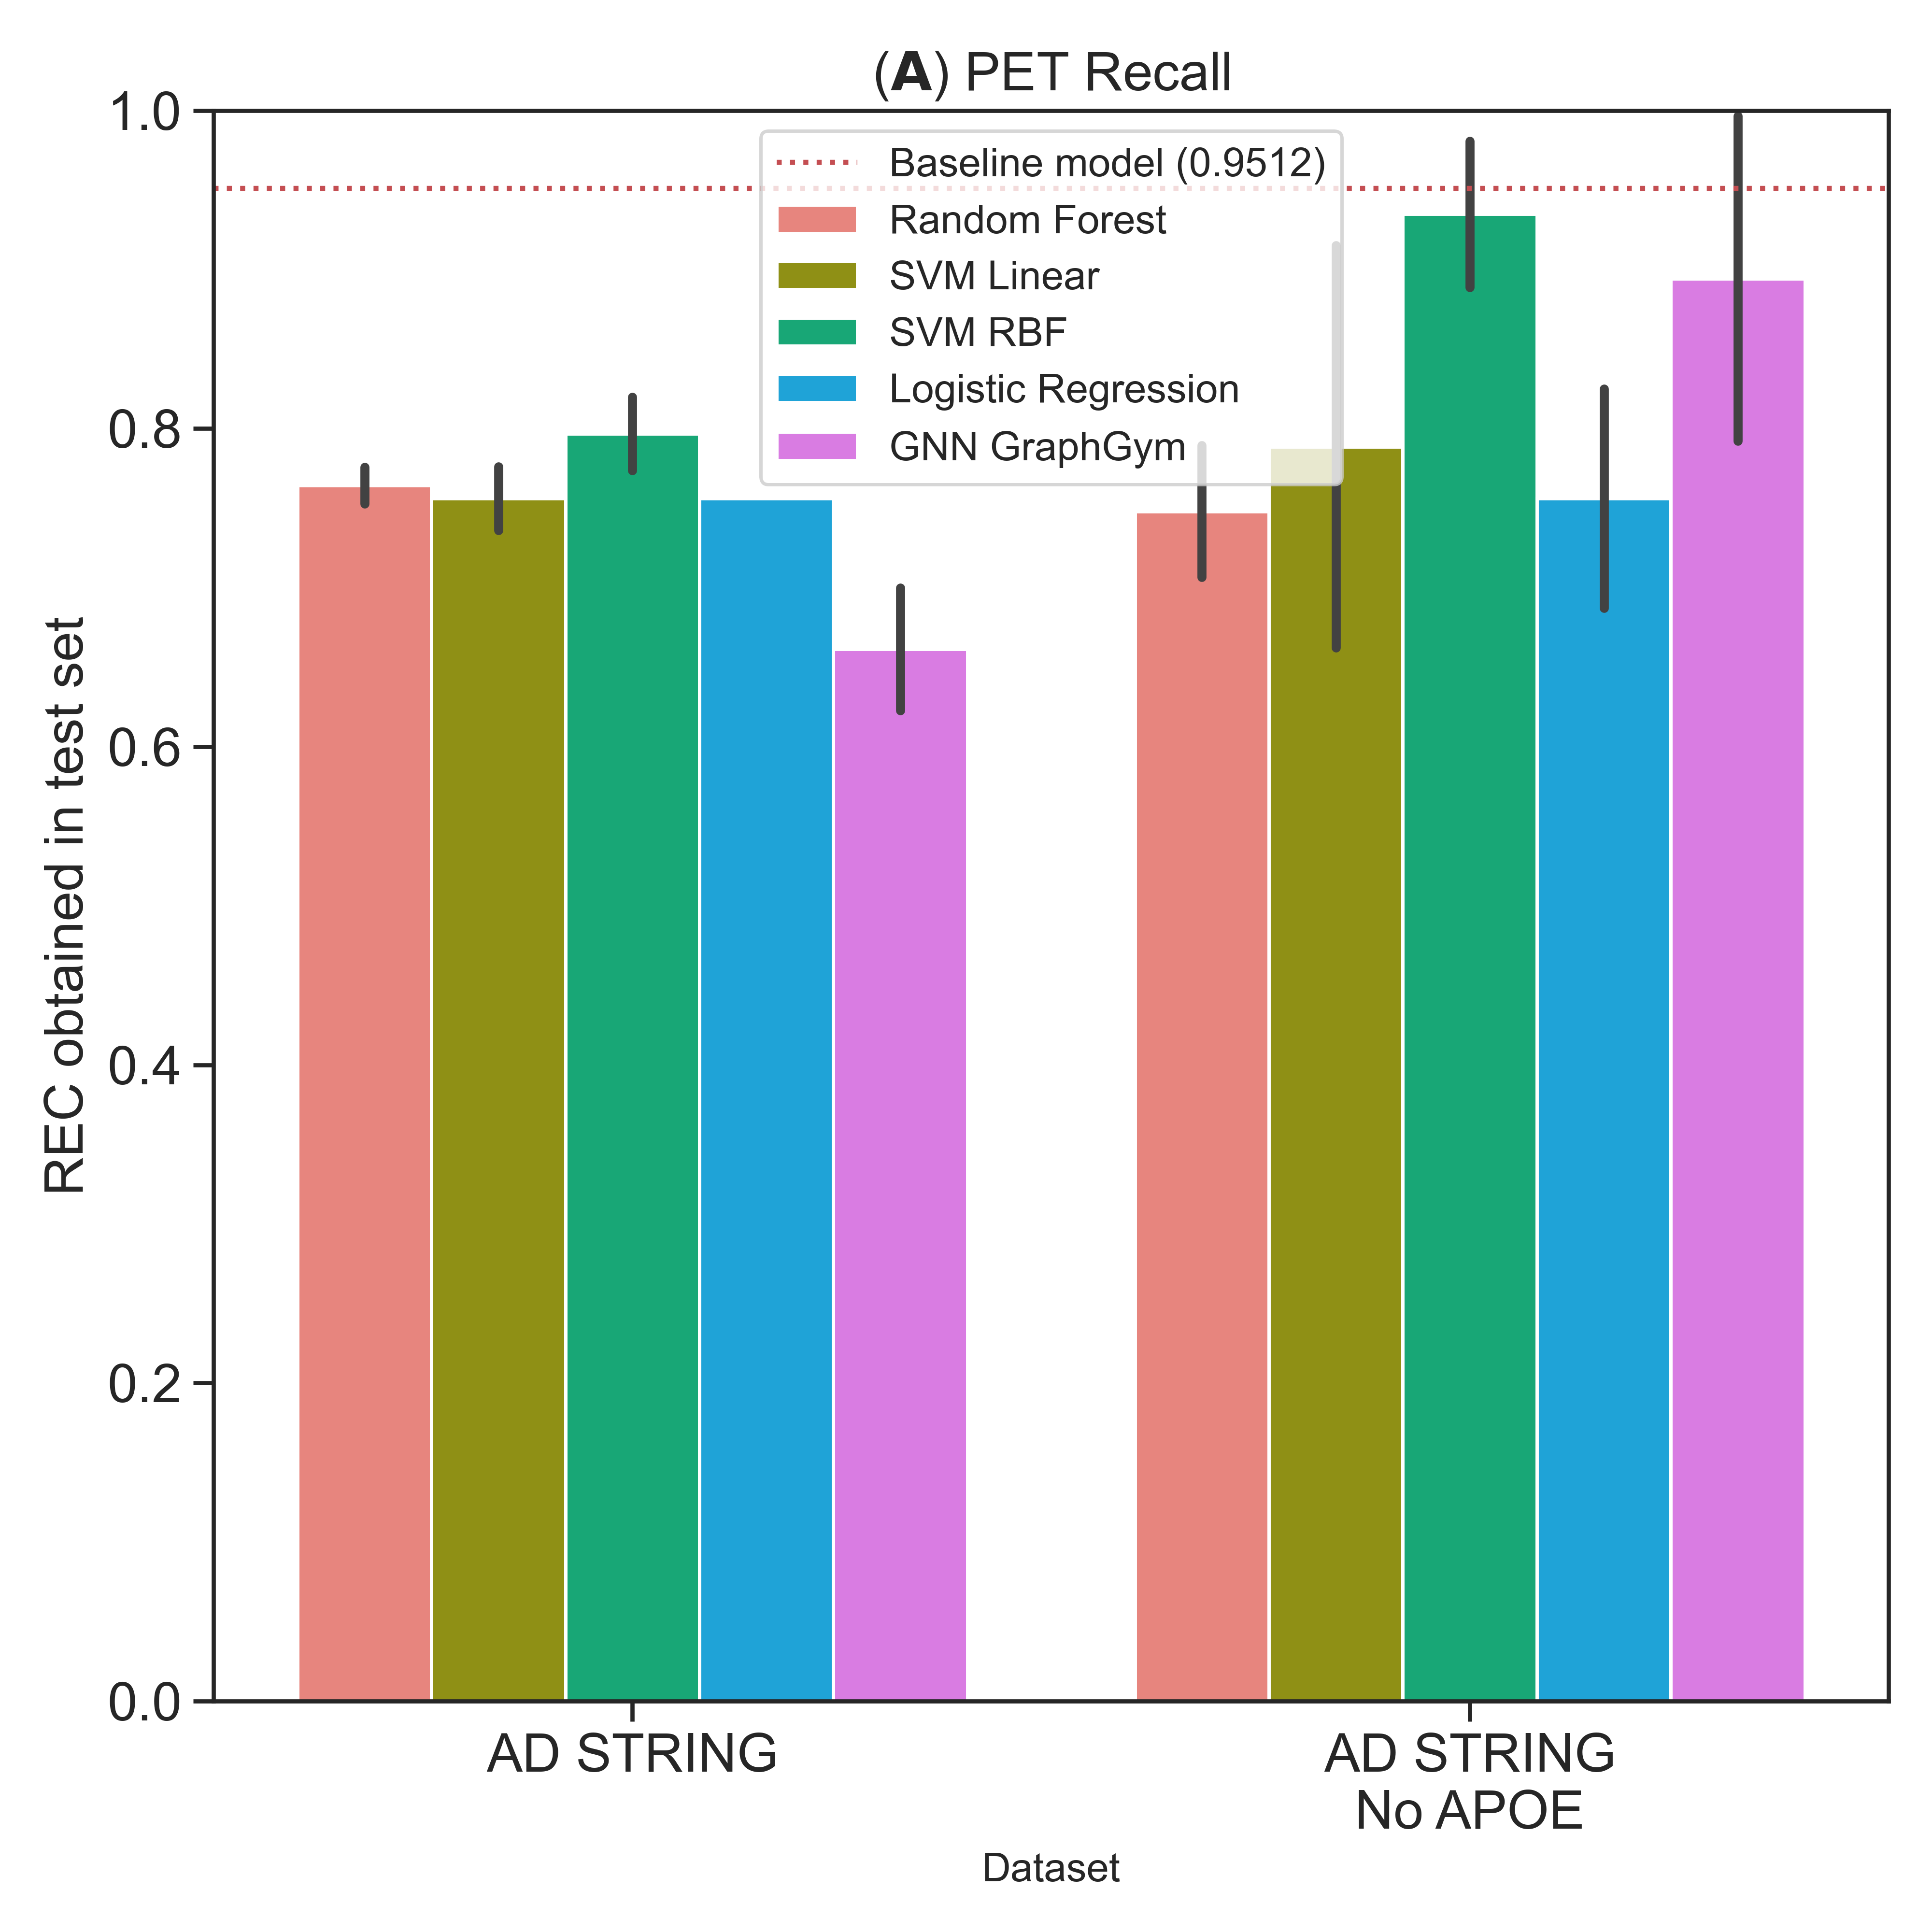 (A) PET Recall
1.0
0.8
0.6
0.4
0.2
0.0
REC obtained in test set
Baseline model (0.9512)
Random Forest
SVM Linear
SVM RBF
Logistic Regression
GNN GraphGym
AD STRING
AD STRING
No APOE
Dataset